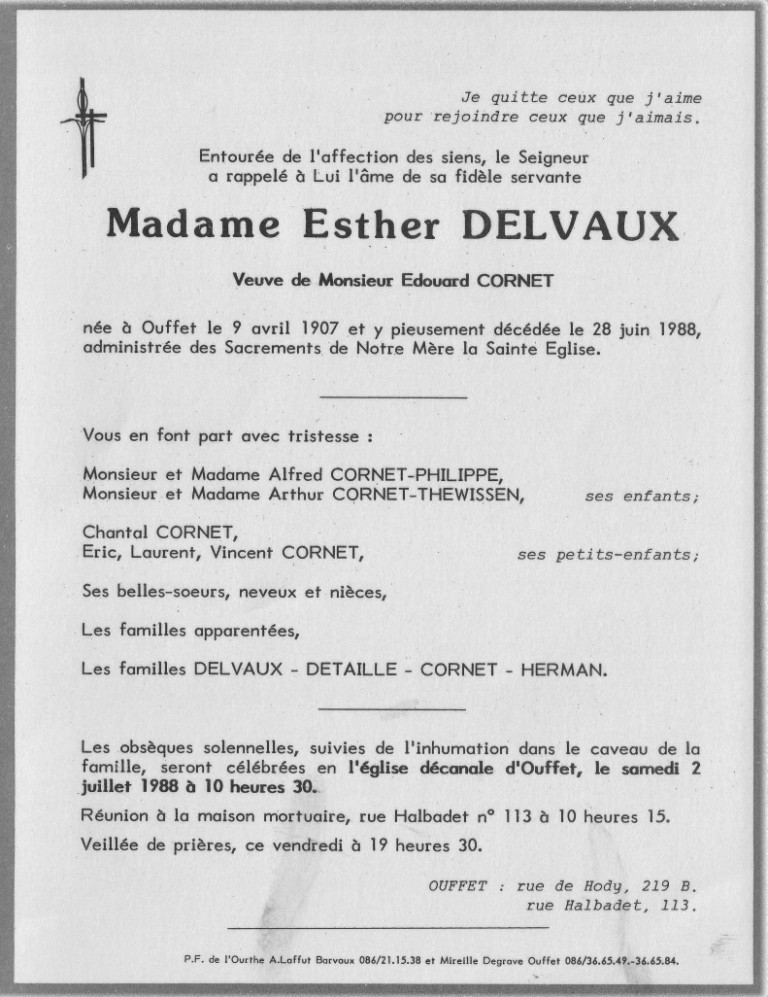 Je quitte ceux que j'aime
pour rejoindre ceux que j'aimais.
Entourée de l'affection des siens, le Seigneur
a rappelé à Lui l'âme de sa fidèle servante
Madame Esther DELVAUX
Veuve de Monsieur Edouard CORNET
née à Ouffet le 9 avril 1907 et y pieusement décédée le 28 juin 1988,
administrée des Sacrements de Notre Mère la Sainte Eglise.
Vous en font part avec tristesse :
Monsieur et Madame Alfred CORNET-PHILIPPE,
Monsieur et Madame Arthur CORNET-THEWISSEN, ses enfants;
Chantal CORNET,
Eric, Laurent, Vincent CORNET, ses petits-enfants;
Ses belles-soeurs, neveux et nièces,
Les familles apparentées,
Les familles DELVAUX - DETAILLE - CORNET - HERMAN.
Les obsèques solennelles, suivies de l'inhumation dans le caveau de la
famille, seront célébrées en l'église décanale d'Ouffet, le samedi 2
juillet 1988 à 10 heures 30.
Réunion à la maison mortuaire, rue Halbadet n° 113 à 10 heures 15.
Veillée de prières, ce vendredi à 19 heures 30.
OUFFET : rue de Hody, 219 B.
rue Halbadet, 113.
P.F. de l'Ourthe A.Laffut Barvaux 086/21.15.38 et Mireille Degrave Ouffet 086/36.65.49.-36.65.84.